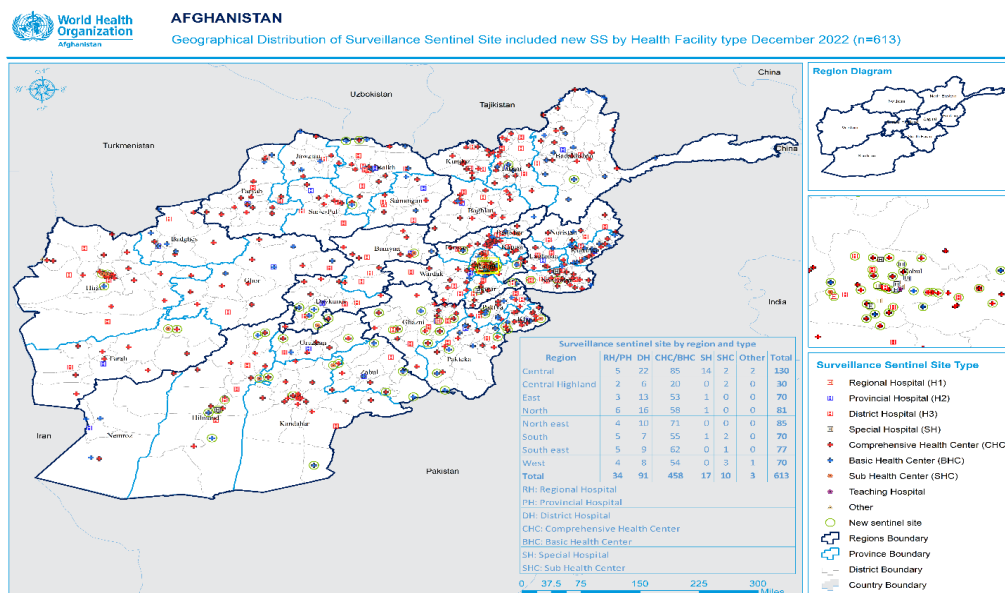 World Health
Organization
Afghanistan
AFGHANISTAN
Geographical Distribution of Surveillance Sentinel Site included new SS by Health Facility type December 2022 (n=613)
China
Uzbokistan
Tajikistan
Turkmenistan
China
Jawzjan
Balkh
Kunduz
Badakhshan
Faryab
Sar-e-Pul
Samangan
Baghlan
Badghis
Bamyan
Nuristan
Hirat
Ghor
Wardak
Daykundi
Ghazni
Uruzgan
Paktika
Farah
Zabul
India
Hilmand
Kandahar
Iran
Nimroz
Pakistan
Surveillance sentinel site by region and type
Region RH/PH DH CHC/BHC SH SHC Other Total
Central 5 22 85 14 2 2 130
Central Highland 2 6 20 0 2 0 30
East 3 13 53 1 0 0 70
North 6 16 58 1 0 0 81
North east 4 10 71 0 0 0 85
South 5 7 55 1 2 0 70
South east 5 9 62 0 1 0 77
West 4 8 54 0 3 1 70
Total 34 91 458 17 10 3 613
RH: Regional Hospital
PH: Provincial Hospital
DH: District Hospital
CHC: Comprehensive Health Center
BHC: Basic Health Center
SH: Special Hospital
SHC: Sub Health Center
0 37.5 75 150 225 300
Miles
Region Diagram
Kabul
Surveillance Sentinel Site Type
Regional Hospital (H1)
Provincial Hospital (H2)
District Hospital (H3)
Special Hospital (SH)
Comprehensive Health Center (CHC
Basic Health Center (BHC)
Sub Health Center (SHC)
Teaching Hospital
Other
New sentinel site
Regions Boundary
Province Boundary
District Boundary
Country Boundary